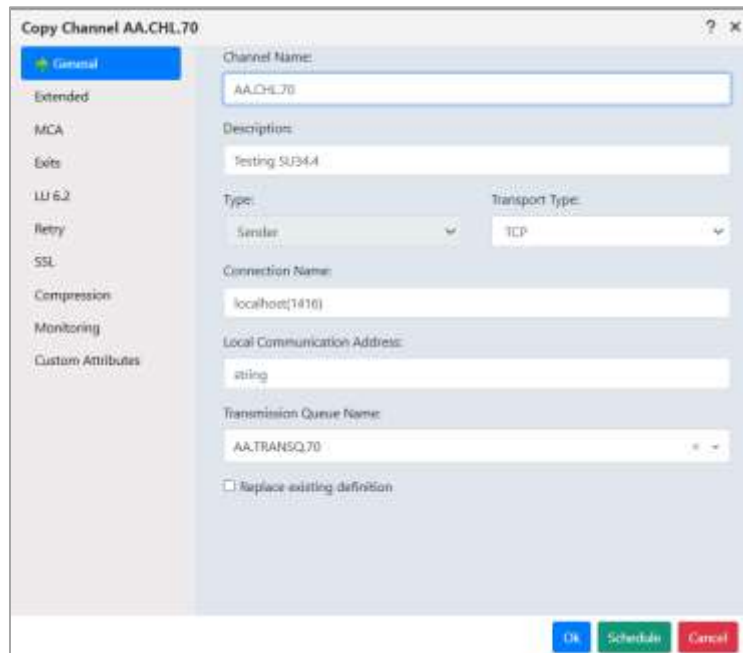 Copy Channel AA.CHL.70 ? ×
General
Extended
MCA
Exits
LU 6.2
Retry
SSL
Compression
Monitoring
Custom Attributes
Channel Name:
AA.CHL.70
Description:
Testing SU34.4
Type: Transport Type:
Sender TCP
Connection Name:
localhost(1416)
Local Communication Address:
string
Transmission Queue Name:
AA.TRANSQ.70
Replace existing definition
Ok Schedule Cancel